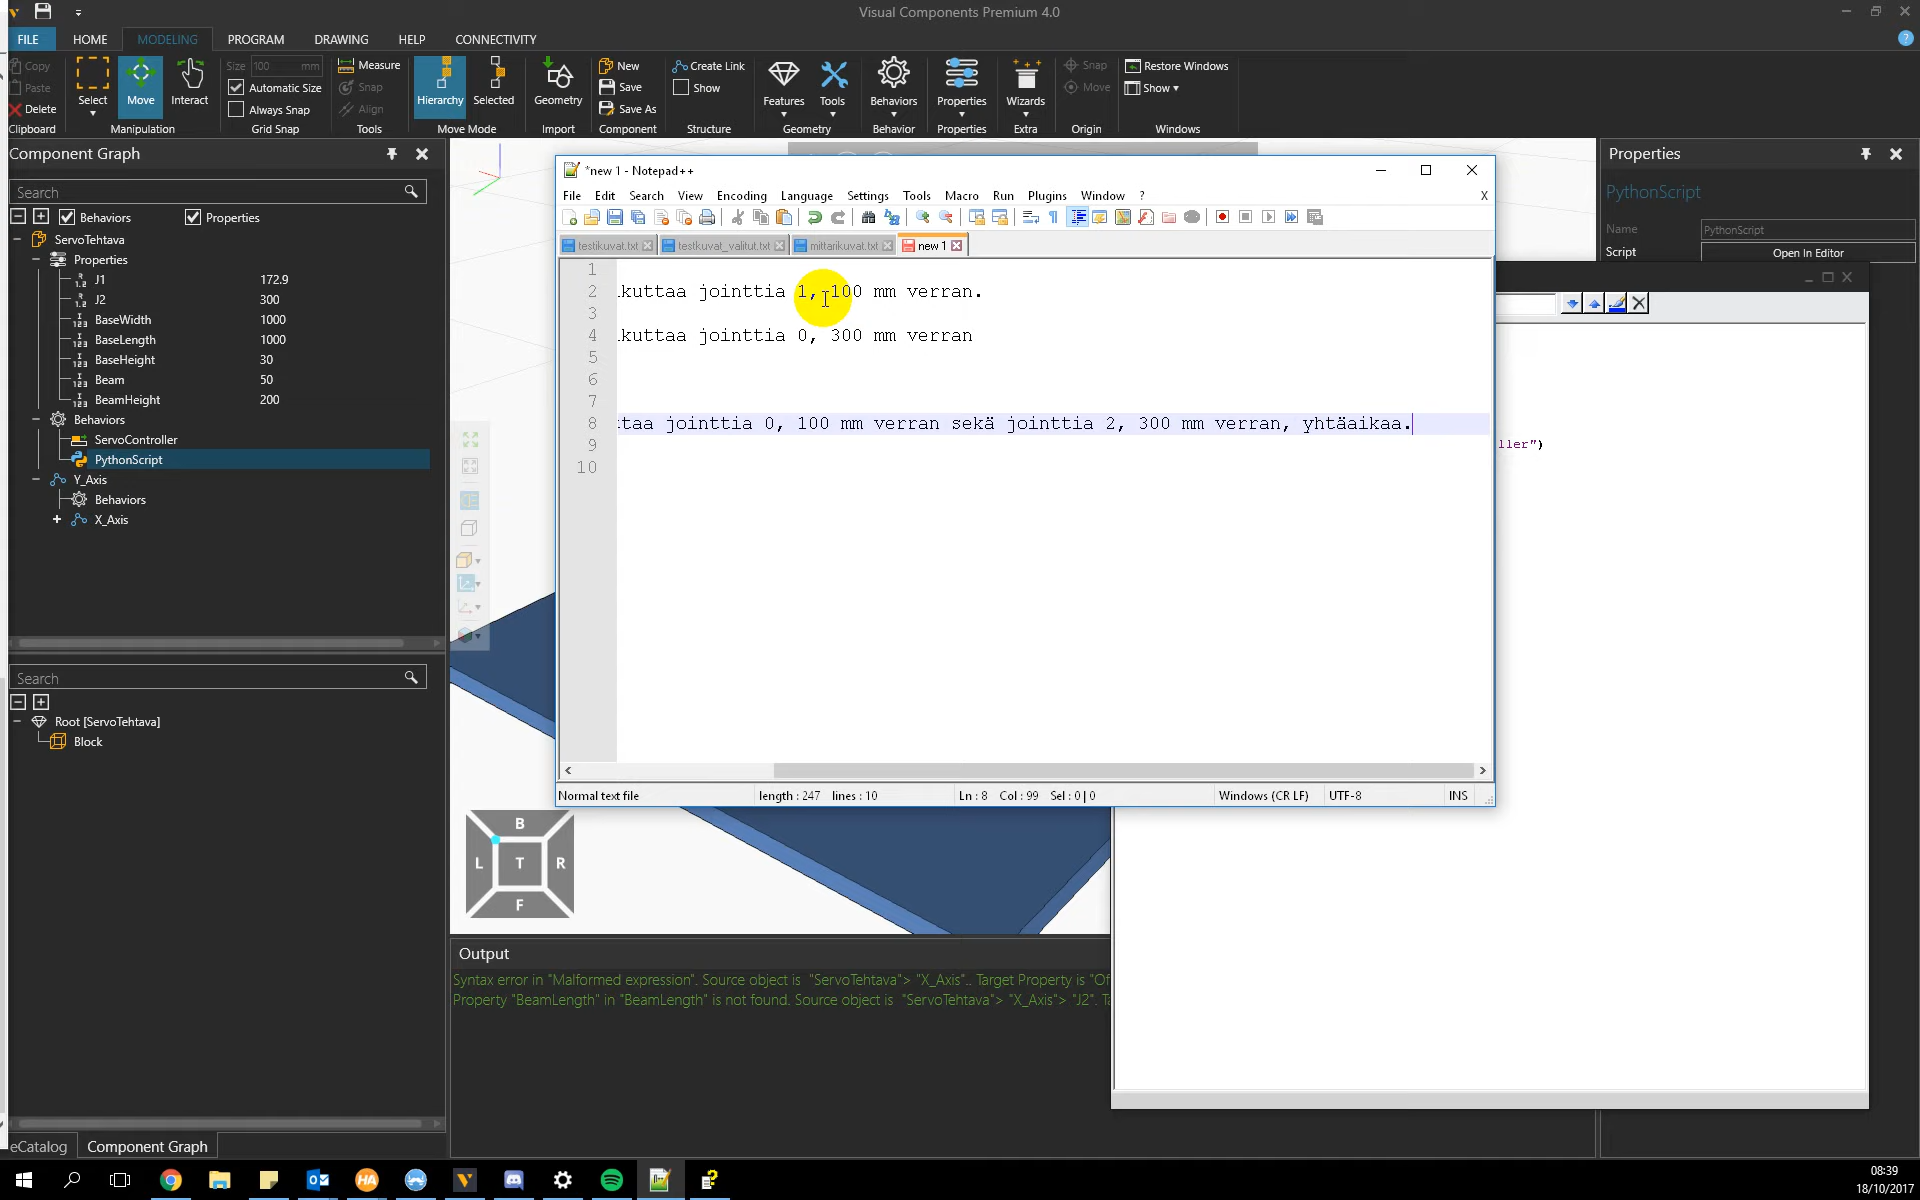 Visual Components Premium 4.0
FILE HOME MODELING PROGRAM DRAWING HELP CONNECTIVITY
Copy
Paste
Delete
Clipboard
Select Move Interact
Manipulation
Size 100 mm
Automatic Size
Always Snap
Grid Snap
Measure
Snap
Align
Tools
Hierarchy Selected
Move Mode
Geometry
Import
New
Save
Save As
Component
Create Link
Show
Structure
Features Tools
Geometry
Behaviors
Behavior
Properties
Properties
Wizards
Extra
Snap
Move
Origin
Restore Windows
Show
Windows
Component Graph
Search
Behaviors Properties
ServoTehtava
Properties
J1 172.9
J2 300
BaseWidth 1000
BaseLength 1000
BaseHeight 30
Beam 50
BeamHeight 200
Behaviors
ServoController
PythonScript
Y_Axis
Behaviors
X_Axis
Search
Root [ServoTehtava]
Block
eCatalog Component Graph
*new 1 - Notepad++
File Edit Search View Encoding Language Settings Tools Macro Run Plugins Window ? X
testikuvat.txt testkuvat_valitut.txt mittarikuvat.txt new 1
1
2 kuttaa jointtia 1, 100 mm verran.
3
4 kuttaa jointtia 0, 300 mm verran
5
6
7
8 taa jointtia 0, 100 mm verran sekä jointtia 2, 300 mm verran, yhtäaikaa.
9
10
Normal text file length : 247 lines : 10 Ln : 8 Col : 99 Sel : 0 | 0 Windows (CR LF) UTF-8 INS
Properties
PythonScript
Name PythonScript
Script Open In Editor
ller")
B
L T R
F
Output
Syntax error in "Malformed expression". Source object is "ServoTehtava"> "X_Axis".. Target Property is "Of
Property "BeamLength" in "BeamLength" is not found. Source object is "ServoTehtava"> "X_Axis"> "J2".
08:39
18/10/2017